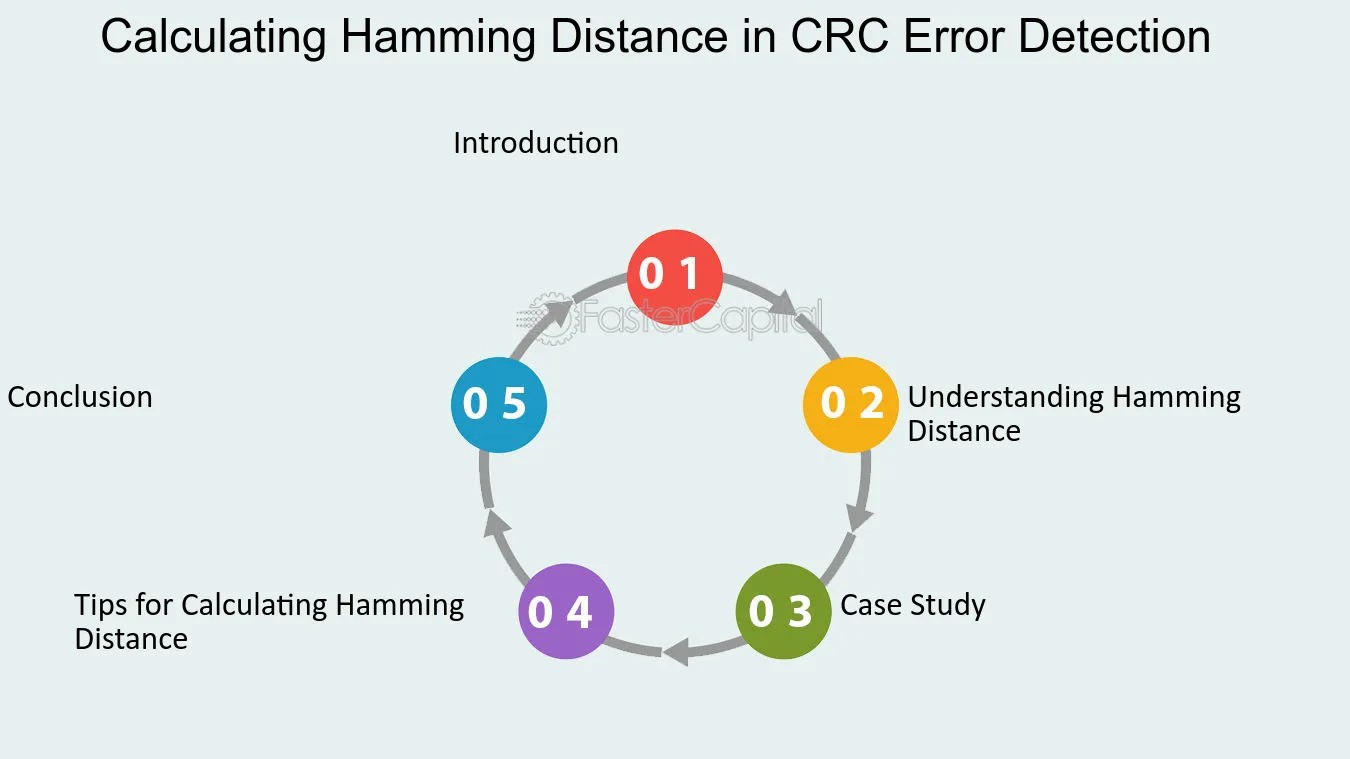 Calculating Hamming Distance in CRC Error Detection
Introduction
0 1
FasterCapital
0 2
Understanding Hamming
Distance
0 3
Case Study
0 4
Tips for Calculating Hamming
Distance
0 5
Conclusion